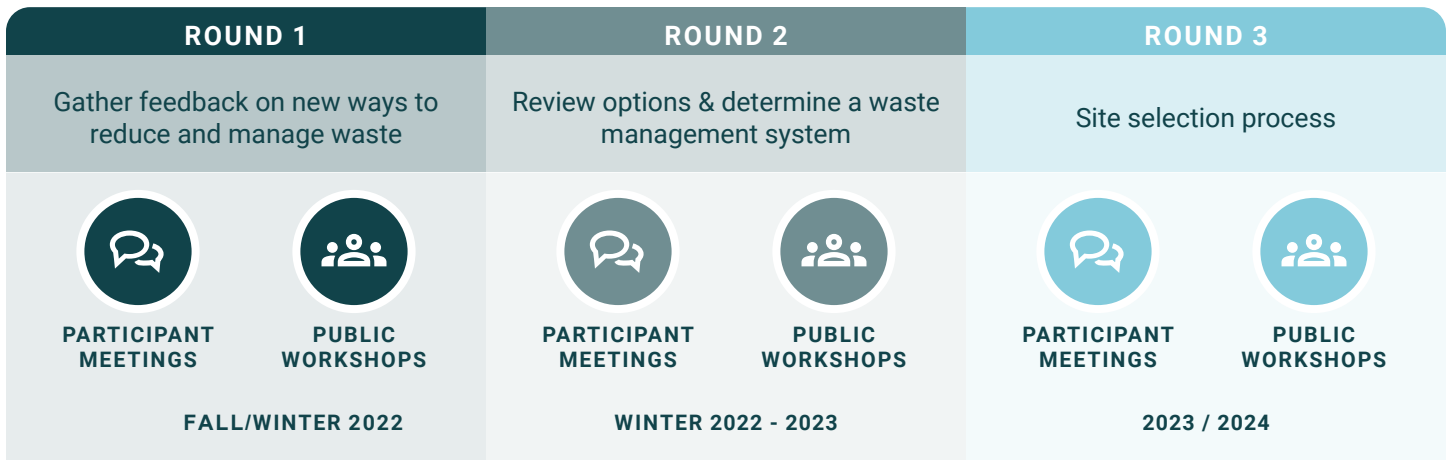 ROUND 1
Gather feedback on new ways to
reduce and manage waste
PARTICIPANT
MEETINGS
PUBLIC
WORKSHOPS
FALL/WINTER 2022
ROUND 2
Review options & determine a waste
management system
PARTICIPANT
MEETINGS
PUBLIC
WORKSHOPS
WINTER 2022 - 2023
ROUND 3
Site selection process
PARTICIPANT
MEETINGS
PUBLIC
WORKSHOPS
2023 / 2024